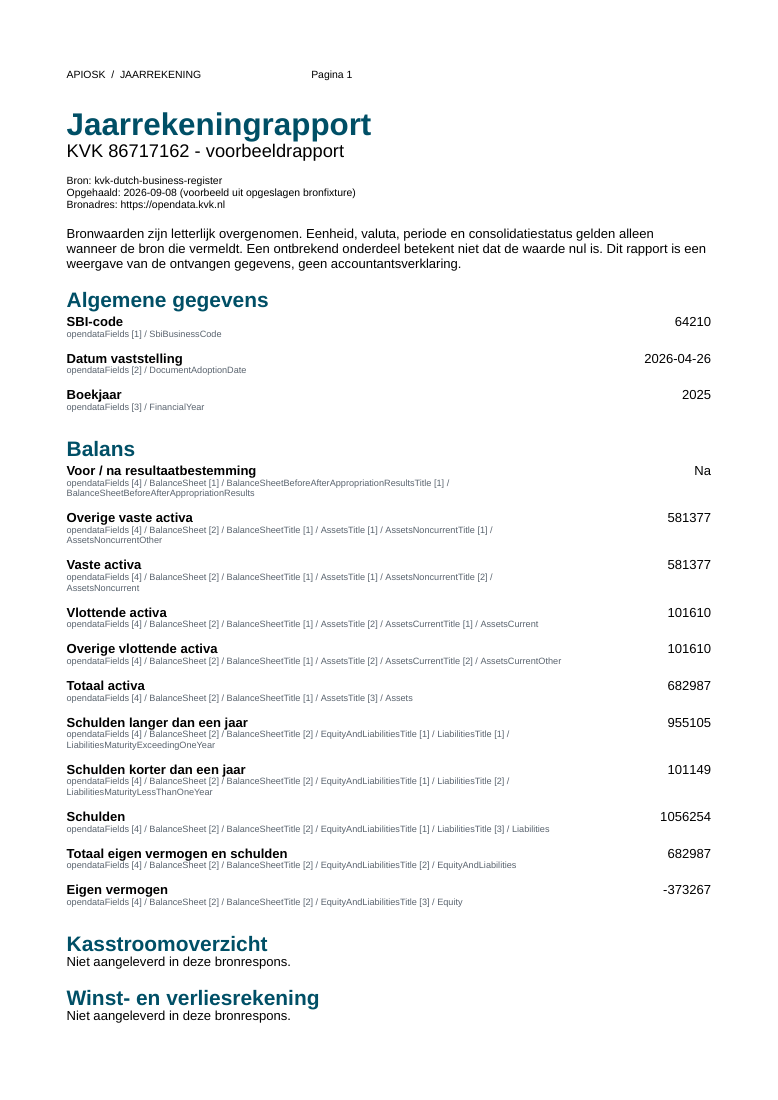 APIOSK / JAARREKENING Pagina 1
Jaarrekeningrapport
KVK 86717162 - voorbeeldrapport
Bron: kvk-dutch-business-register
Opgehaald: 2026-09-08 (voorbeeld uit opgeslagen bronfixture)
Bronadres: https://opendata.kvk.nl
Bronwaarden zijn letterlijk overgenomen. Eenheid, valuta, periode en consolidatiestatus gelden alleen
wanneer de bron die vermeldt. Een ontbrekend onderdeel betekent niet dat de waarde nul is. Dit rapport is een
weergave van de ontvangen gegevens, geen accountantsverklaring.
Algemene gegevens
SBI-code 64210
opendataFields [1] / SbiBusinessCode
Datum vaststelling 2026-04-26
opendataFields [2] / DocumentAdoptionDate
Boekjaar 2025
opendataFields [3] / FinancialYear
Balans
Voor / na resultaatbestemming Na
opendataFields [4] / BalanceSheet [1] / BalanceSheetBeforeAfterAppropriationResultsTitle [1] /
BalanceSheetBeforeAfterAppropriationResults
Overige vaste activa 581377
opendataFields [4] / BalanceSheet [2] / BalanceSheetTitle [1] / AssetsTitle [1] / AssetsNoncurrentTitle [1] /
AssetsNoncurrentOther
Vaste activa 581377
opendataFields [4] / BalanceSheet [2] / BalanceSheetTitle [1] / AssetsTitle [1] / AssetsNoncurrentTitle [2] /
AssetsNoncurrent
Vlottende activa 101610
opendataFields [4] / BalanceSheet [2] / BalanceSheetTitle [1] / AssetsTitle [2] / AssetsCurrentTitle [1] / AssetsCurrent
Overige vlottende activa 101610
opendataFields [4] / BalanceSheet [2] / BalanceSheetTitle [1] / AssetsTitle [2] / AssetsCurrentTitle [2] / AssetsCurrentOther
Totaal activa 682987
opendataFields [4] / BalanceSheet [2] / BalanceSheetTitle [1] / AssetsTitle [3] / Assets
Schulden langer dan een jaar 955105
opendataFields [4] / BalanceSheet [2] / BalanceSheetTitle [2] / EquityAndLiabilitiesTitle [1] / LiabilitiesTitle [1] /
LiabilitiesMaturityExceedingOneYear
Schulden korter dan een jaar 101149
opendataFields [4] / BalanceSheet [2] / BalanceSheetTitle [2] / EquityAndLiabilitiesTitle [1] / LiabilitiesTitle [2] /
LiabilitiesMaturityLessThanOneYear
Schulden 1056254
opendataFields [4] / BalanceSheet [2] / BalanceSheetTitle [2] / EquityAndLiabilitiesTitle [1] / LiabilitiesTitle [3] / Liabilities
Totaal eigen vermogen en schulden 682987
opendataFields [4] / BalanceSheet [2] / BalanceSheetTitle [2] / EquityAndLiabilitiesTitle [2] / EquityAndLiabilities
Eigen vermogen -373267
opendataFields [4] / BalanceSheet [2] / BalanceSheetTitle [2] / EquityAndLiabilitiesTitle [3] / Equity
Kasstroomoverzicht
Niet aangeleverd in deze bronrespons.
Winst- en verliesrekening
Niet aangeleverd in deze bronrespons.